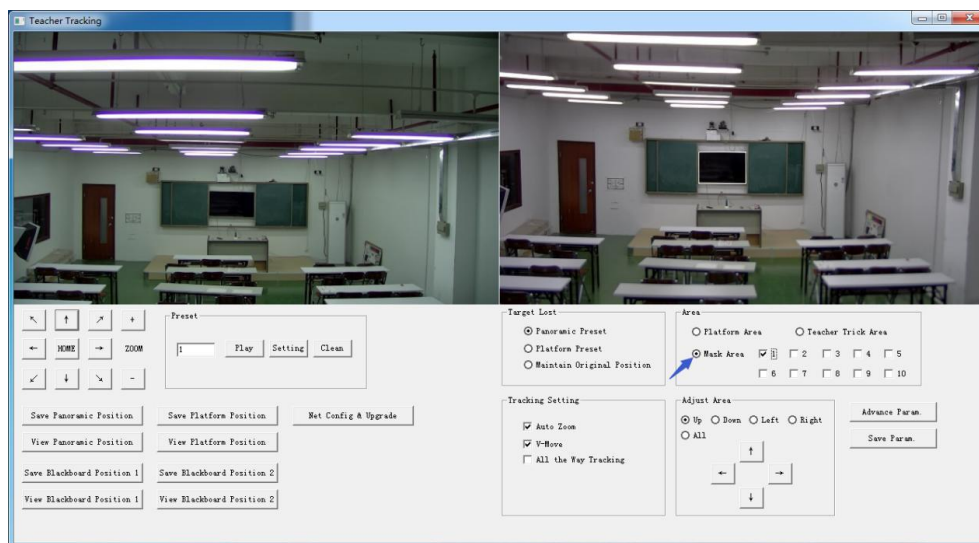 Teacher Tracking
Preset
1
Play
Setting
Clean
HOME
ZOOM
+
-
Save Panoramic Position
Save Platform Position
Net Config & Upgrade
View Panoramic Position
View Platform Position
Save Blackboard Position 1
Save Blackboard Position 2
View Blackboard Position 1
View Blackboard Position 2
Target Lost
Panoramic Preset
Platform Preset
Maintain Original Position
Area
Platform Area
Teacher Trick Area
Mask Area
1 2 3 4 5
6 7 8 9 10
Tracking Setting
Auto Zoom
V-Move
All the Way Tracking
Adjust Area
Up Down Left Right
All
Advance Param.
Save Param.